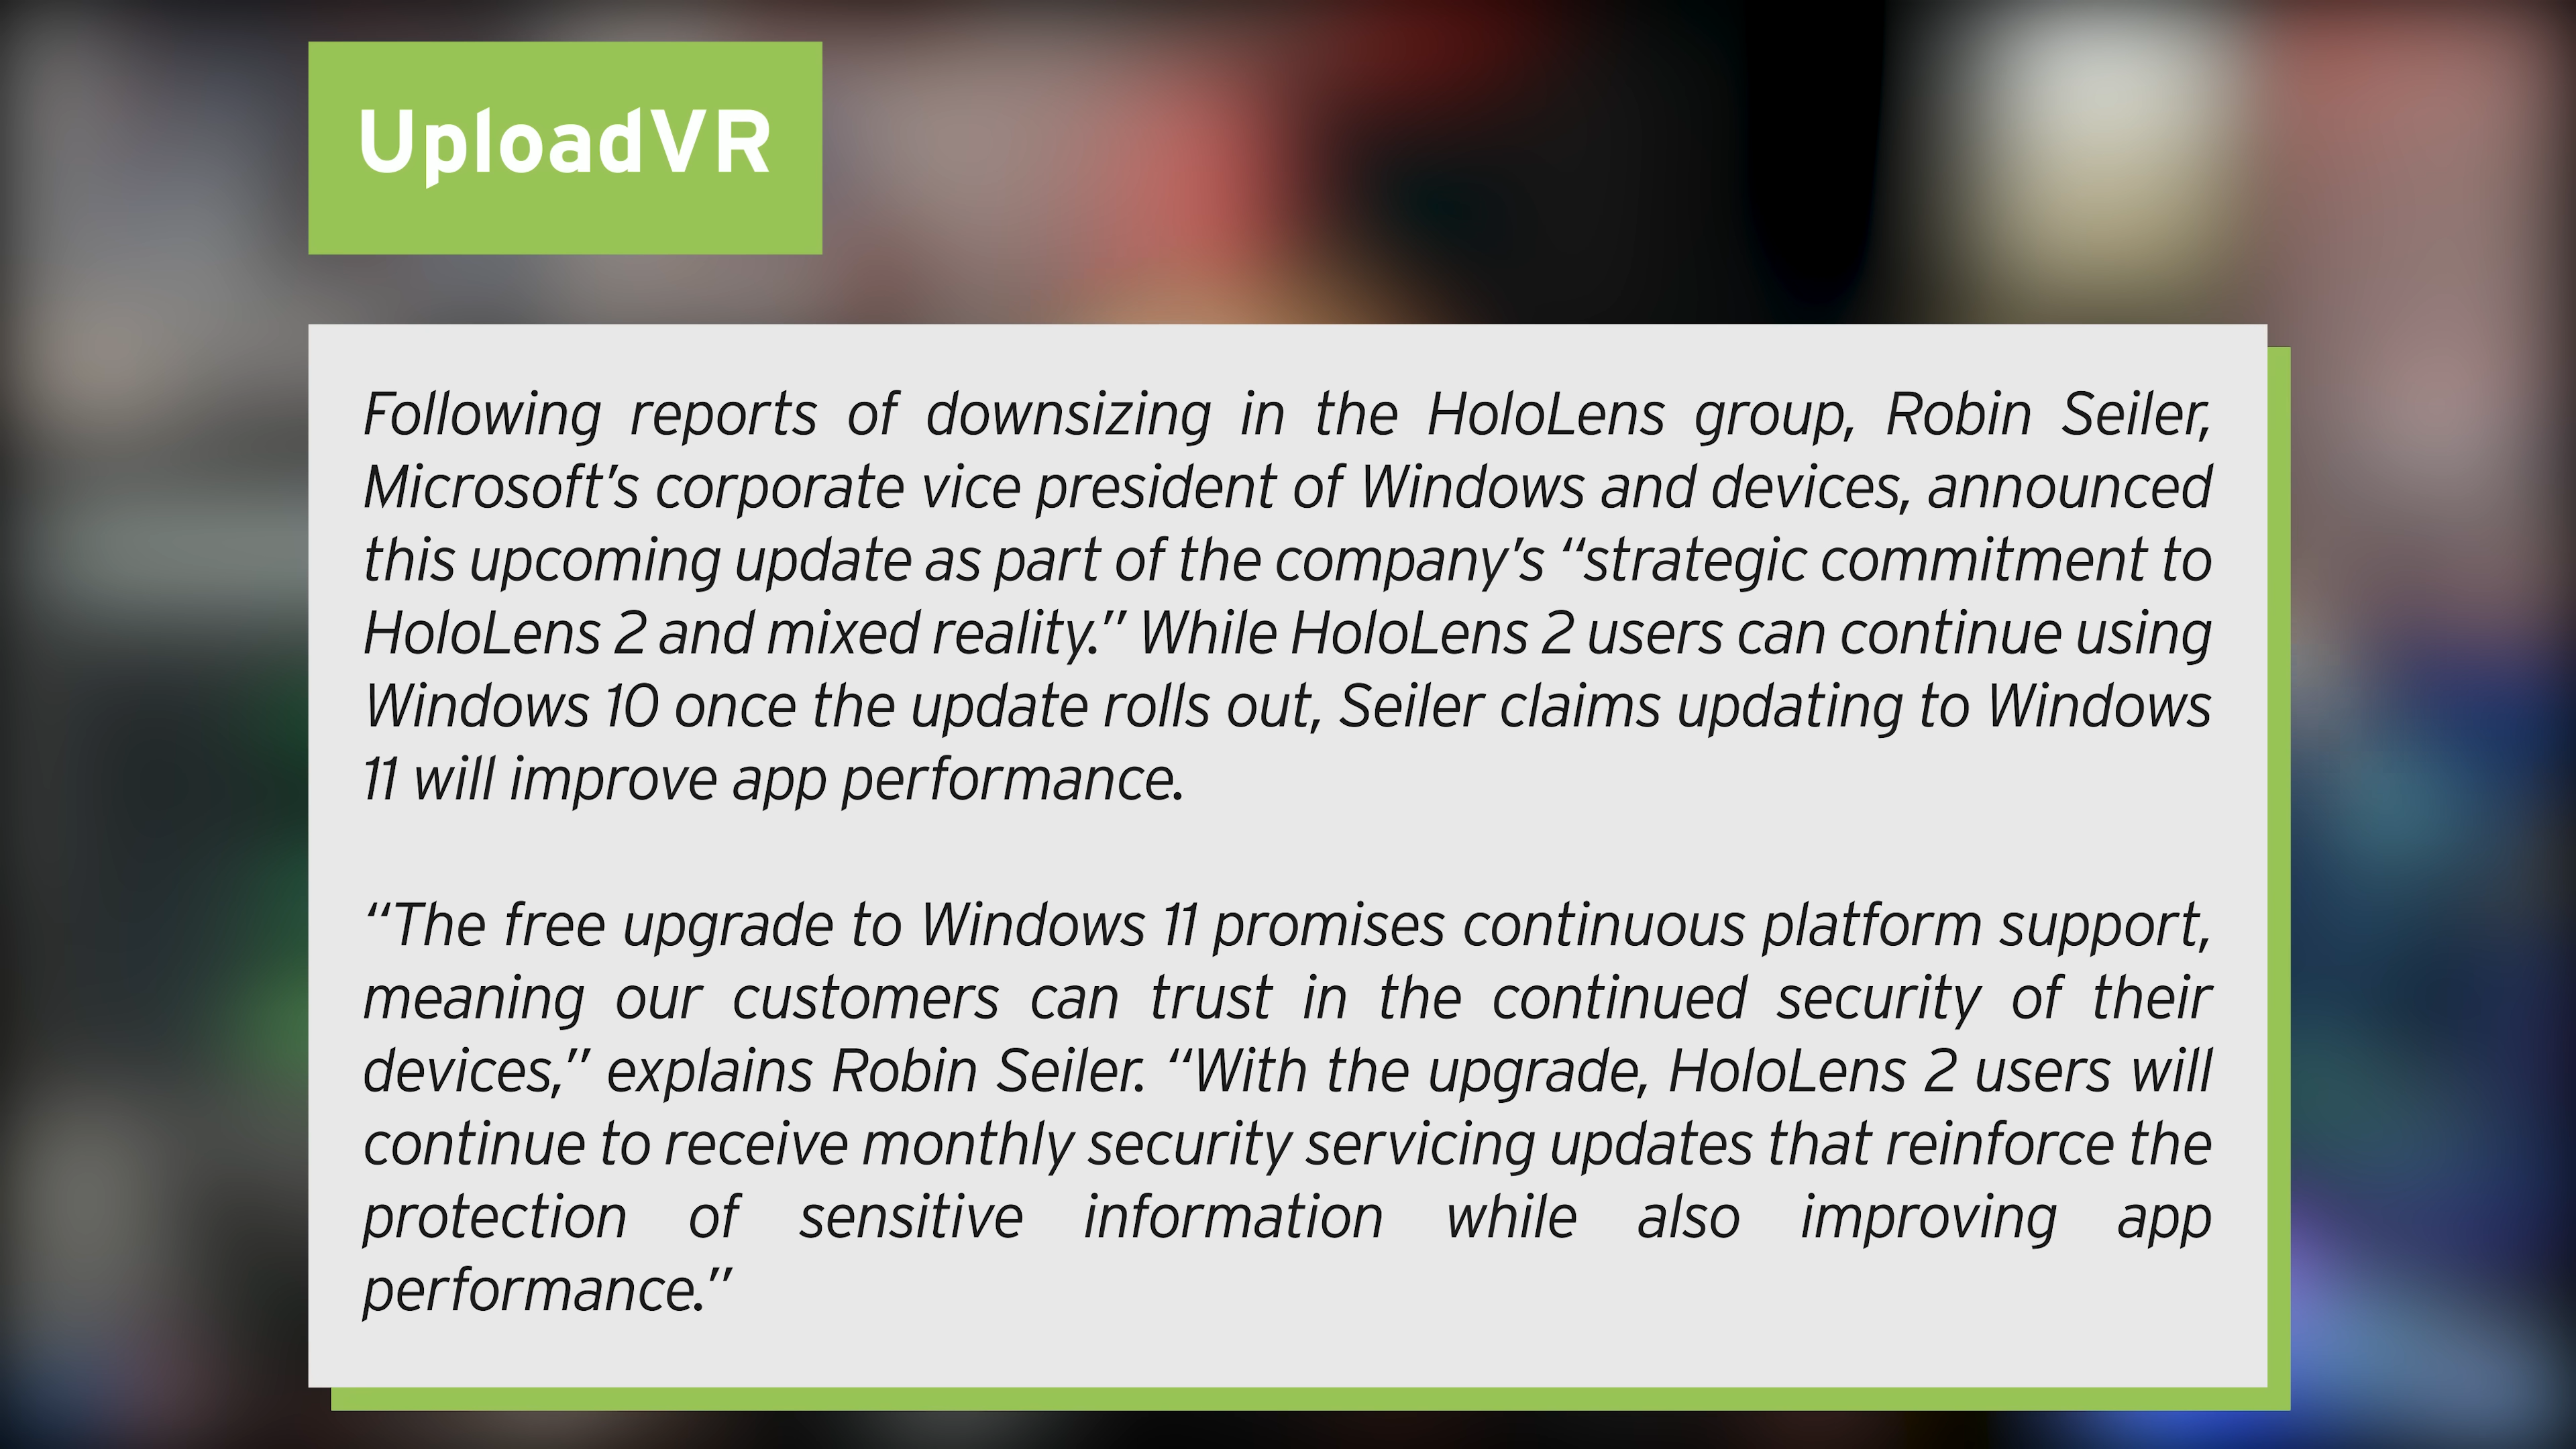 UploadVR
Following reports of downsizing in the HoloLens group, Robin Seiler,
Microsoft’s corporate vice president of Windows and devices, announced
this upcoming update as part of the company’s “strategic commitment to
HoloLens 2 and mixed reality.” While HoloLens 2 users can continue using
Windows 10 once the update rolls out, Seiler claims updating to Windows
11 will improve app performance.
“The free upgrade to Windows 11 promises continuous platform support,
meaning our customers can trust in the continued security of their
devices,” explains Robin Seiler. “With the upgrade, HoloLens 2 users will
continue to receive monthly security servicing updates that reinforce the
protection of sensitive information while also improving app
performance.”